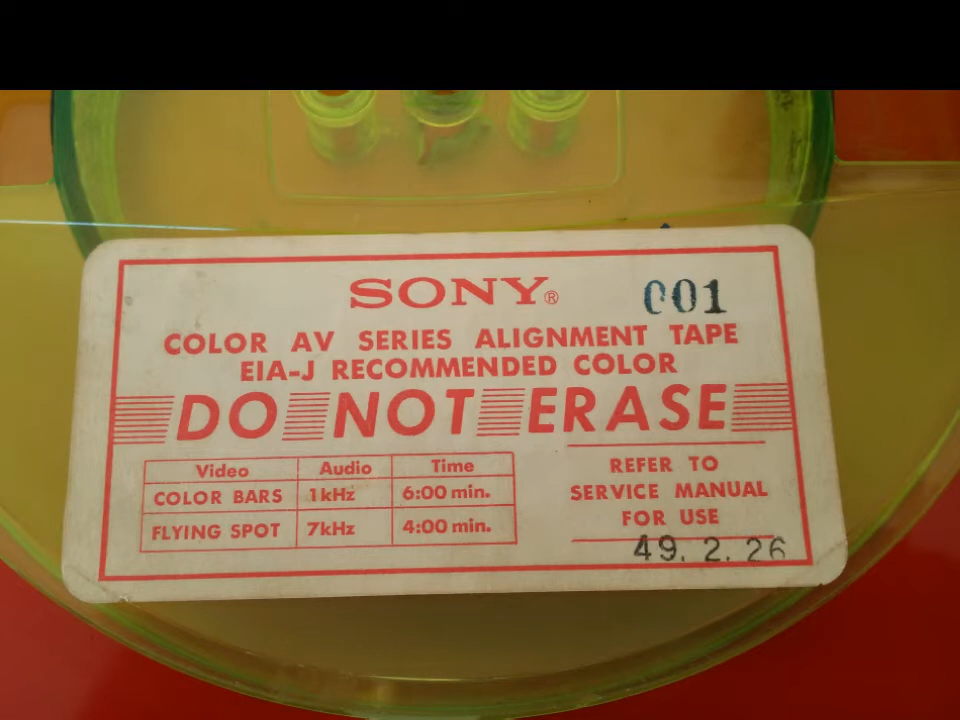 SONY® 001
COLOR AV SERIES ALIGNMENT TAPE
EIA-J RECOMMENDED COLOR
DO NOT ERASE
Video Audio Time
COLOR BARS 1kHz 6:00 min.
FLYING SPOT 7kHz 4:00 min.
REFER TO
SERVICE MANUAL
FOR USE
49. 2. 26